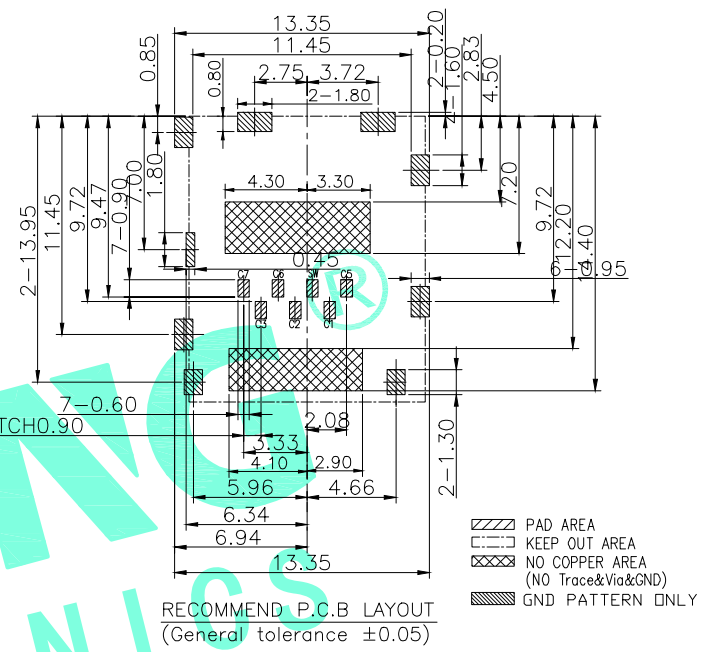 13.35
11.45
2.75
3.72
2-1.80
0.85
0.80
2-0.20
2-1.60
2.83
4.50
2-13.95
11.45
9.72
9.47
7-0.90
7.00
1.80
4.30
3.30
7.20
9.72
12.20
14.40
0.45
6-0.95
C7
C6
SW
C5
C3
C2
C1
®
7-0.60
TCH0.90
2.08
3.33
4.10
2.90
2-1.30
5.96
4.66
6.34
6.94
13.35
PAD AREA
KEEP OUT AREA
NO COPPER AREA
(NO Trace&Via&GND)
GND PATTERN ONLY
RECOMMEND P.C.B LAYOUT
(General tolerance ±0.05)
NG
NICS